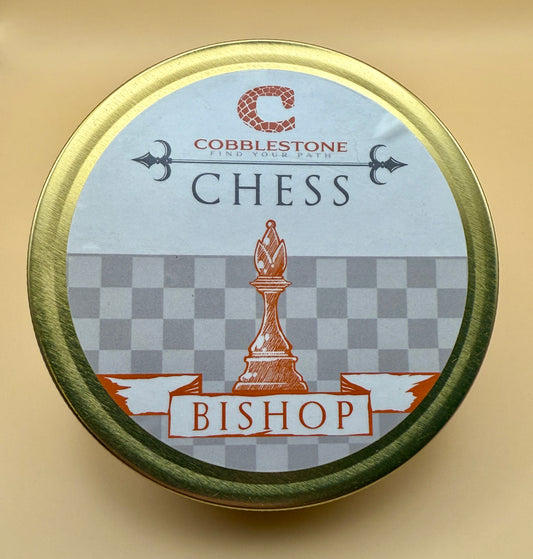 C
COBBLESTONE
FIND YOUR PATH
CHESS
BISHOP